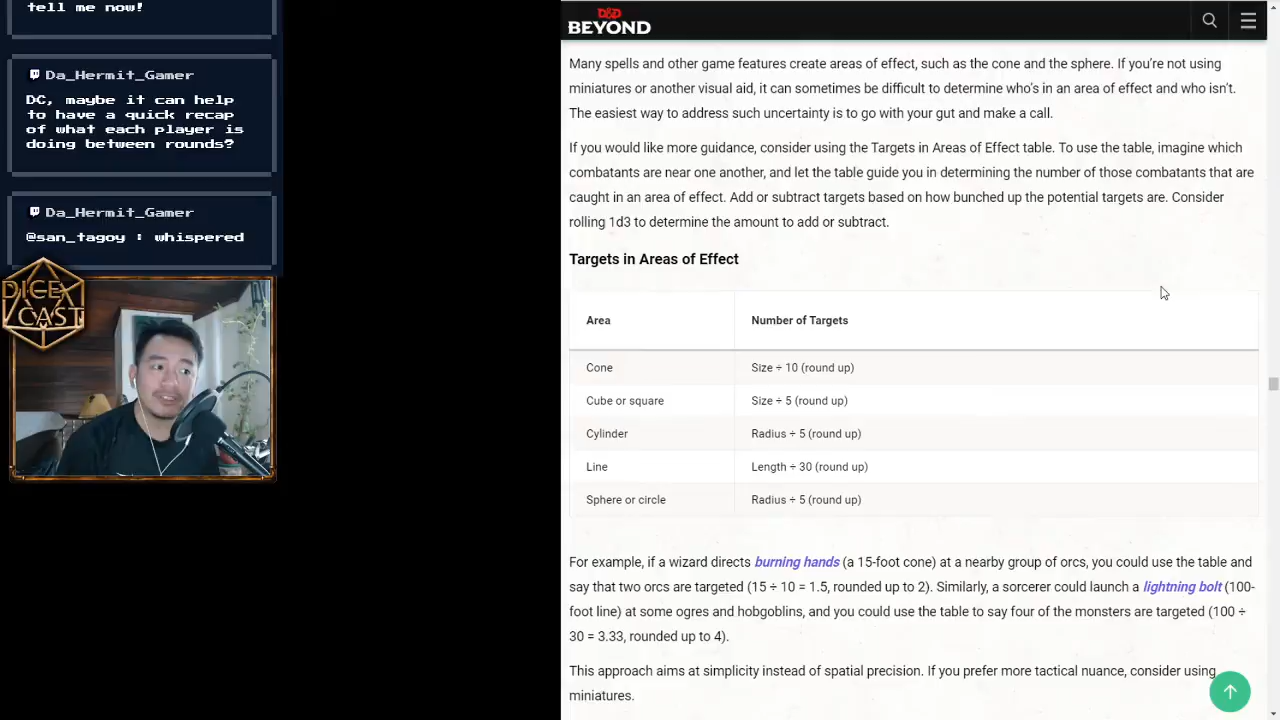 tell me now!
Da_Hermit_Gamer
DC, maybe it can help
to have a quick recap
of what each player is
doing between rounds?
Da_Hermit_Gamer
@san_tagoy : whispered
DICE
CAST
D&D
BEYOND
Many spells and other game features create areas of effect, such as the cone and the sphere. If you’re not using
miniatures or another visual aid, it can sometimes be difficult to determine who’s in an area of effect and who isn’t.
The easiest way to address such uncertainty is to go with your gut and make a call.
If you would like more guidance, consider using the Targets in Areas of Effect table. To use the table, imagine which
combatants are near one another, and let the table guide you in determining the number of those combatants that are
caught in an area of effect. Add or subtract targets based on how bunched up the potential targets are. Consider
rolling 1d3 to determine the amount to add or subtract.
Targets in Areas of Effect
Area Number of Targets
Cone Size ÷ 10 (round up)
Cube or square Size ÷ 5 (round up)
Cylinder Radius ÷ 5 (round up)
Line Length ÷ 30 (round up)
Sphere or circle Radius ÷ 5 (round up)
For example, if a wizard directs burning hands (a 15-foot cone) at a nearby group of orcs, you could use the table and
say that two orcs are targeted (15 ÷ 10 = 1.5, rounded up to 2). Similarly, a sorcerer could launch a lightning bolt (100-
foot line) at some ogres and hobgoblins, and you could use the table to say four of the monsters are targeted (100 ÷
30 = 3.33, rounded up to 4).
This approach aims at simplicity instead of spatial precision. If you prefer more tactical nuance, consider using
miniatures.